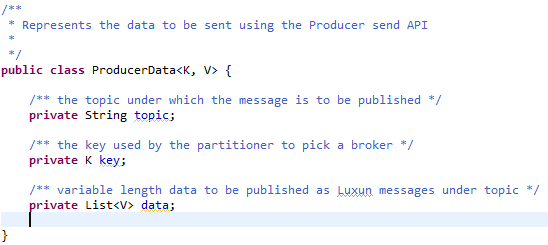 /**
 * Represents the data to be sent using the Producer send API
 *
 */
public class ProducerData<K, V> {
/** the topic under which the message is to be published */
private String topic;
/** the key used by the partitioner to pick a broker */
private K key;
/** variable length data to be published as Luxun messages under topic */
private List<V> data;
}